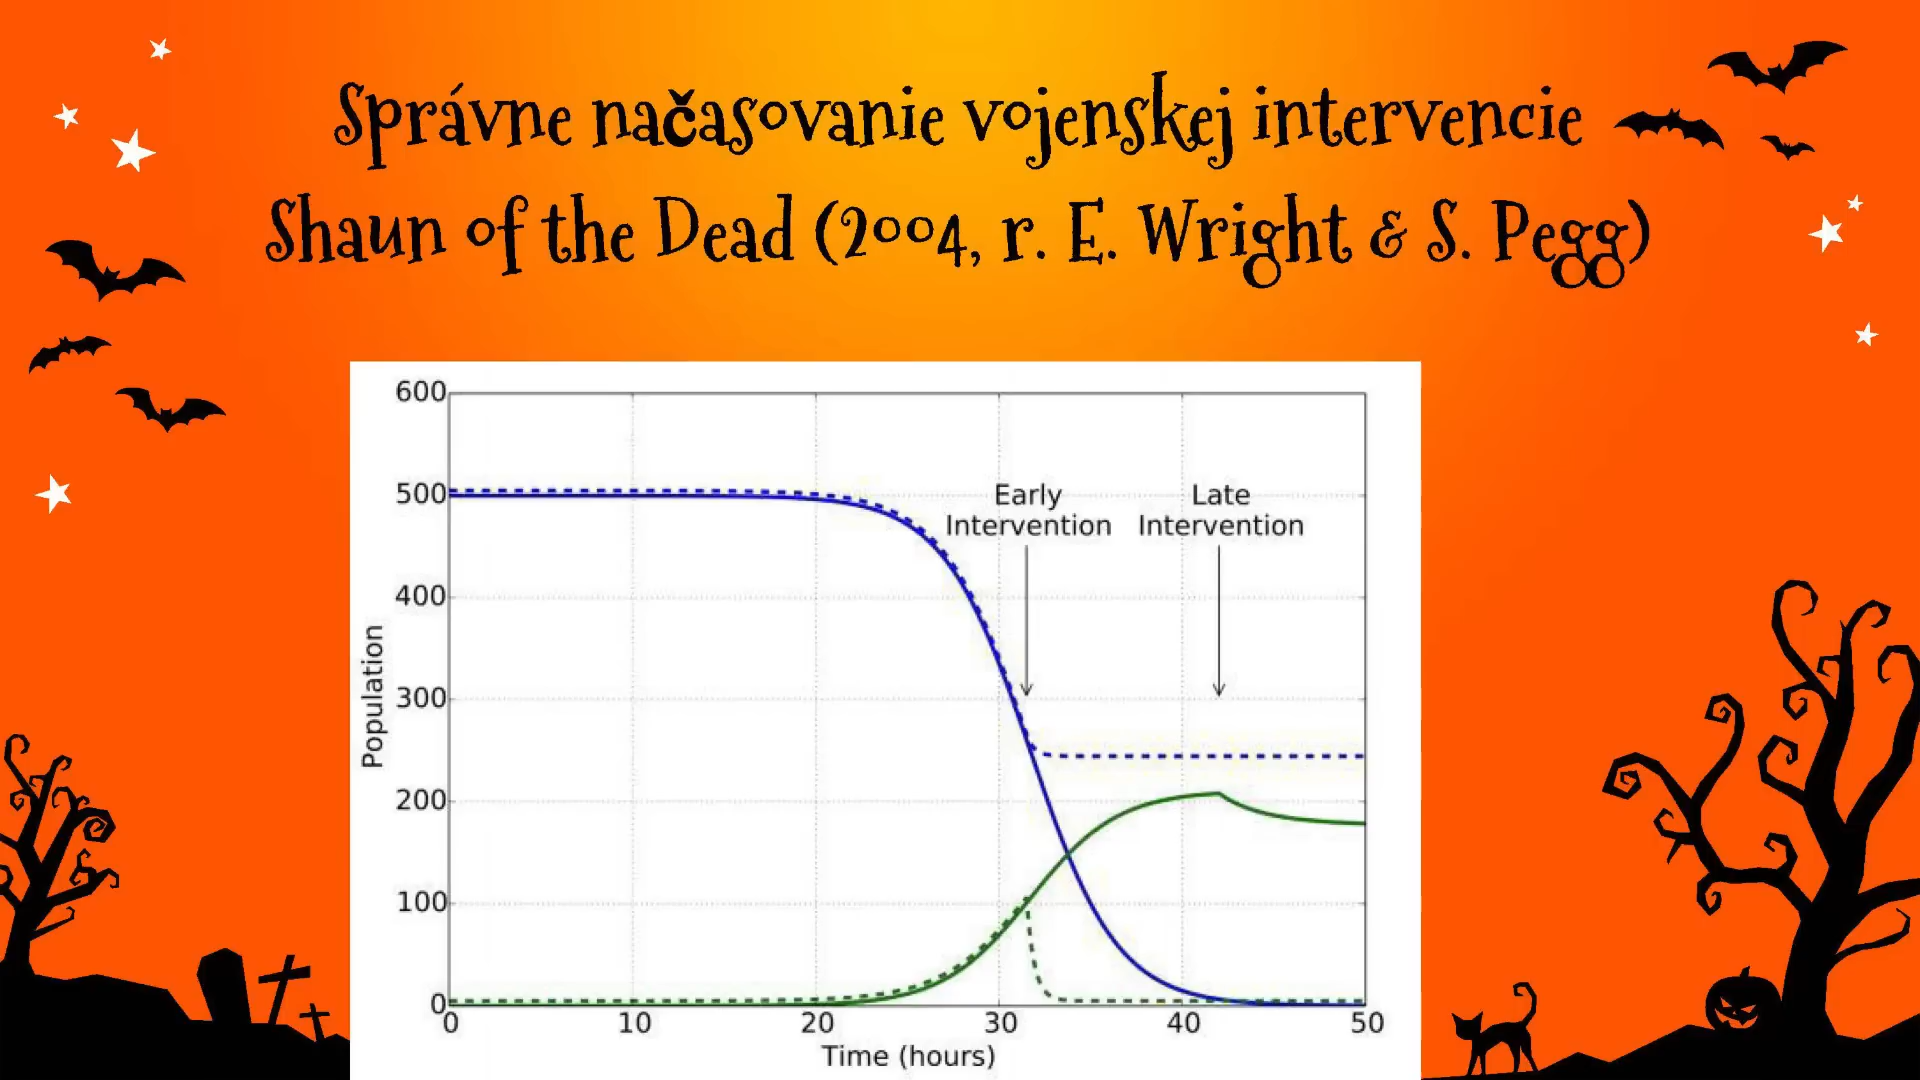 Správne načasovanie vojenskej intervencie
Shaun of the Dead (2004, r. E. Wright & S. Pegg)
600
500
400
300
200
100
0
Population
Early
Intervention
Late
Intervention
0 10 20 30 40 50
Time (hours)